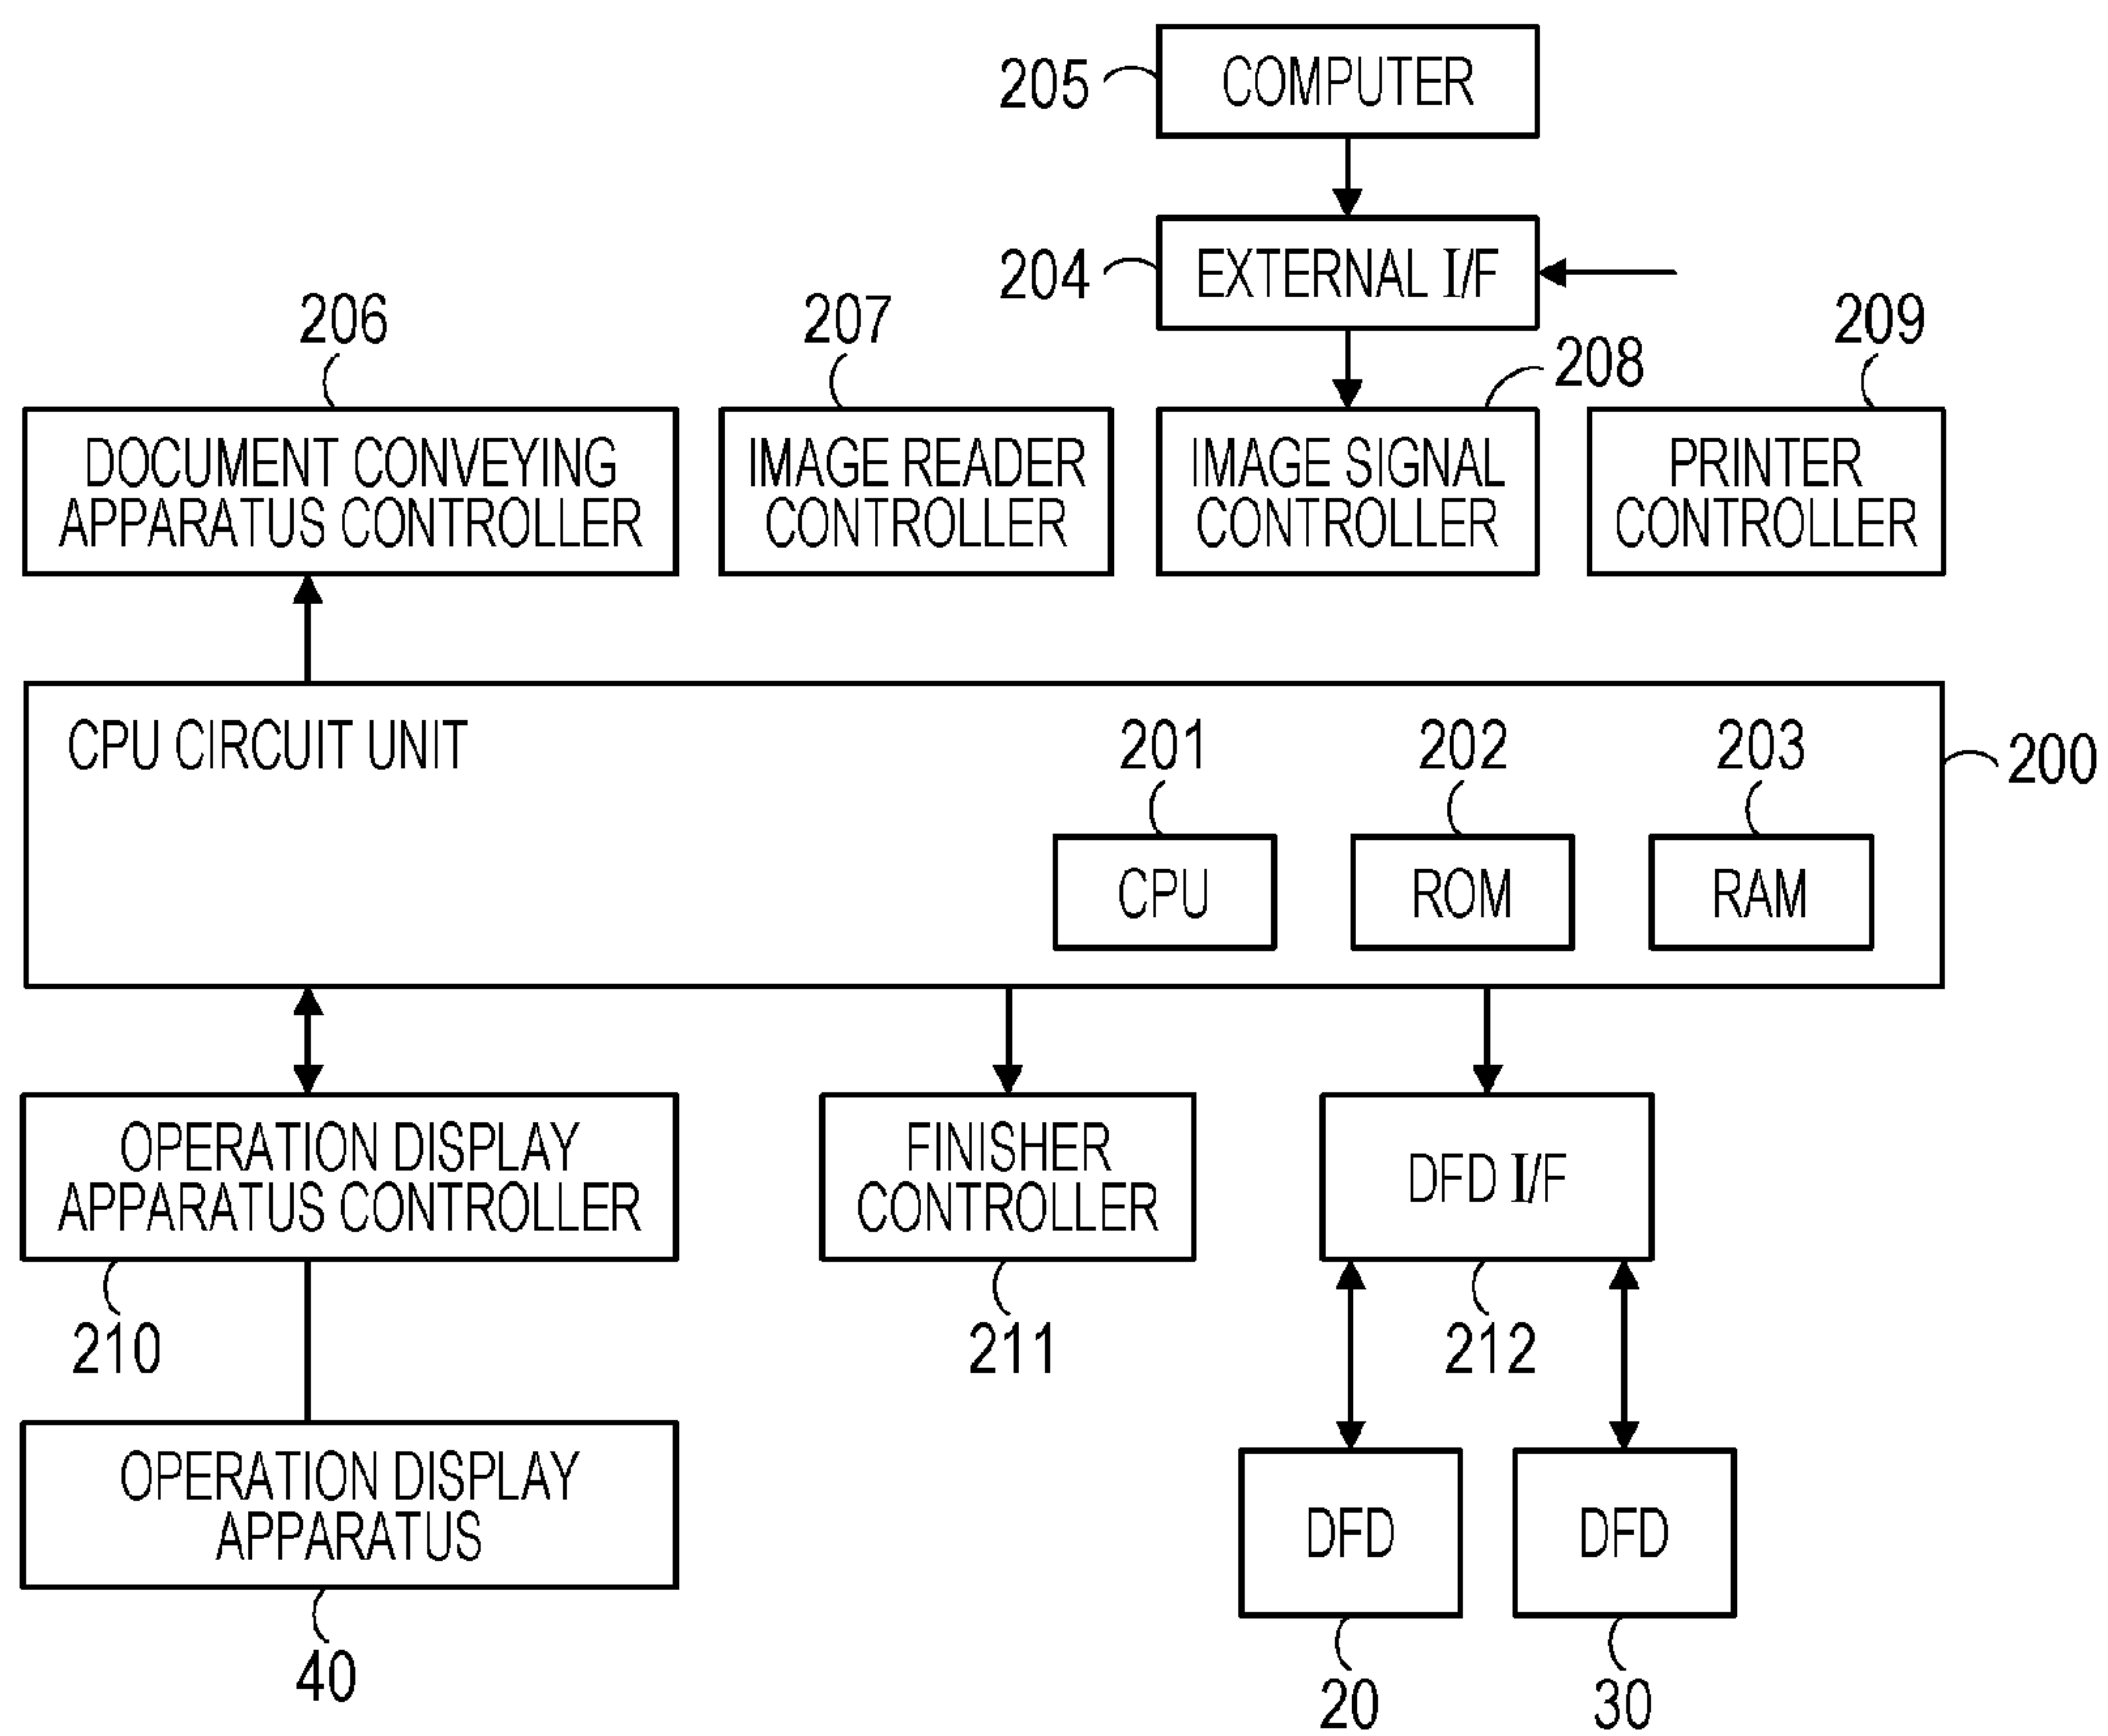 205
COMPUTER
204
EXTERNAL I/F
206
207
208
209
DOCUMENT CONVEYING
APPARATUS CONTROLLER
IMAGE READER
CONTROLLER
IMAGE SIGNAL
CONTROLLER
PRINTER
CONTROLLER
CPU CIRCUIT UNIT
201
202
203
200
CPU
ROM
RAM
OPERATION DISPLAY
APPARATUS CONTROLLER
FINISHER
CONTROLLER
DFD I/F
210
211
212
OPERATION DISPLAY
APPARATUS
DFD
DFD
40
20
30